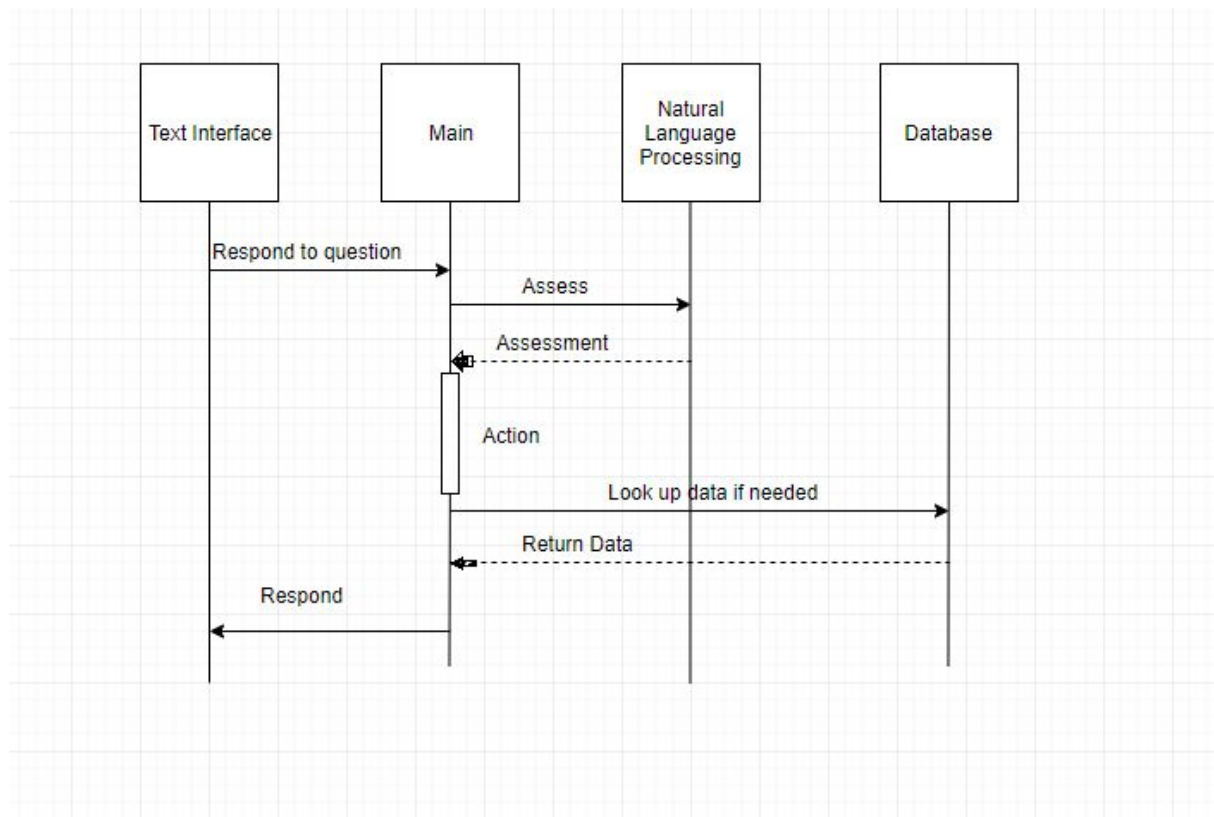 Text Interface
Main
Natural
Language
Processing
Database
Respond to question
Assess
Assessment
Action
Look up data if needed
Return Data
Respond